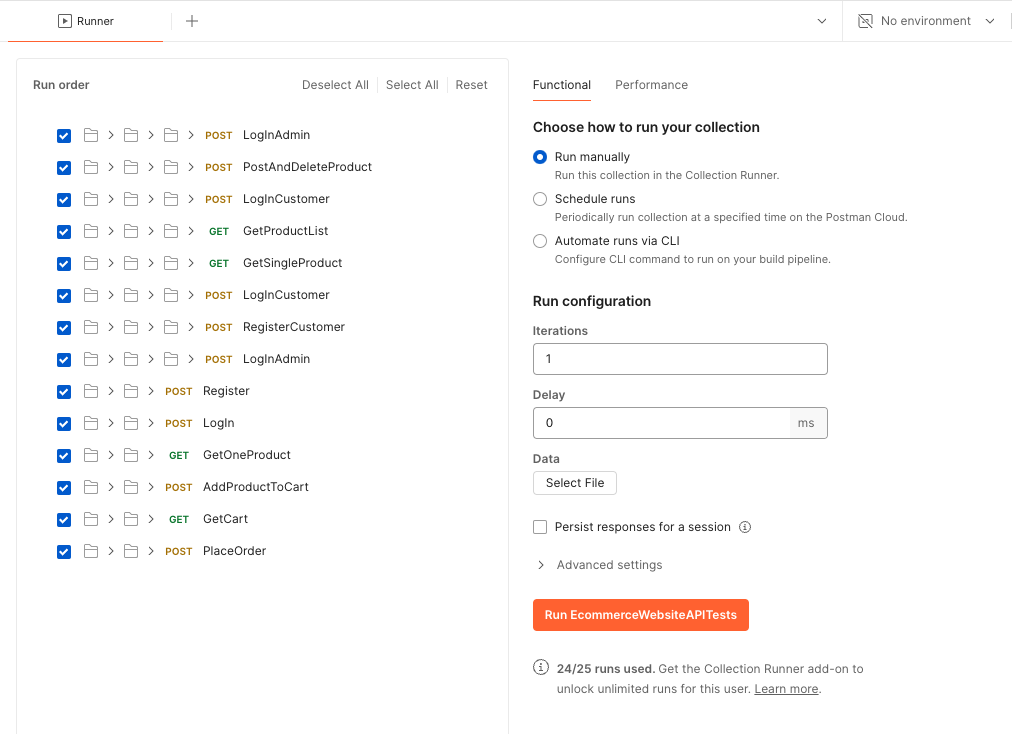 Runner
No environment
Run order
Deselect All
Select All
Reset
POST LogInAdmin
POST PostAndDeleteProduct
POST LogInCustomer
GET GetProductList
GET GetSingleProduct
POST LogInCustomer
POST RegisterCustomer
POST LogInAdmin
POST Register
POST LogIn
GET GetOneProduct
POST AddProductToCart
GET GetCart
POST PlaceOrder
Functional
Performance
Choose how to run your collection
Run manually
Run this collection in the Collection Runner.
Schedule runs
Periodically run collection at a specified time on the Postman Cloud.
Automate runs via CLI
Configure CLI command to run on your build pipeline.
Run configuration
Iterations
1
Delay
0
ms
Data
Select File
Persist responses for a session
Advanced settings
Run EcommerceWebsiteAPITests
24/25 runs used. Get the Collection Runner add-on to
unlock unlimited runs for this user. Learn more.